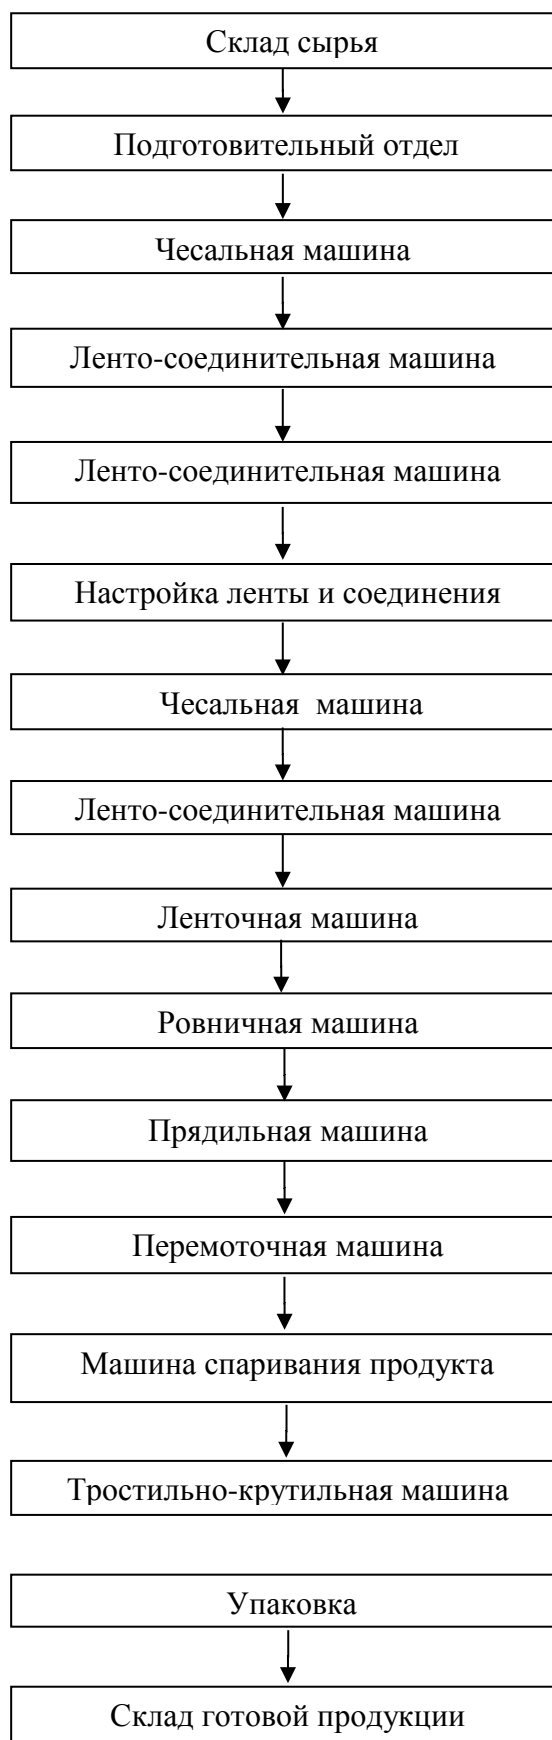 Склад сырья
Подготовительный отдел
Чесальная машина
Ленто-соединительная машина
Ленто-соединительная машина
Настройка ленты и соединения
Чесальная машина
Ленто-соединительная машина
Ленточная машина
Ровничная машина
Прядильная машина
Перемоточная машина
Машина спаривания продукта
Тростильно-крутильная машина
Упаковка
Склад готовой продукции